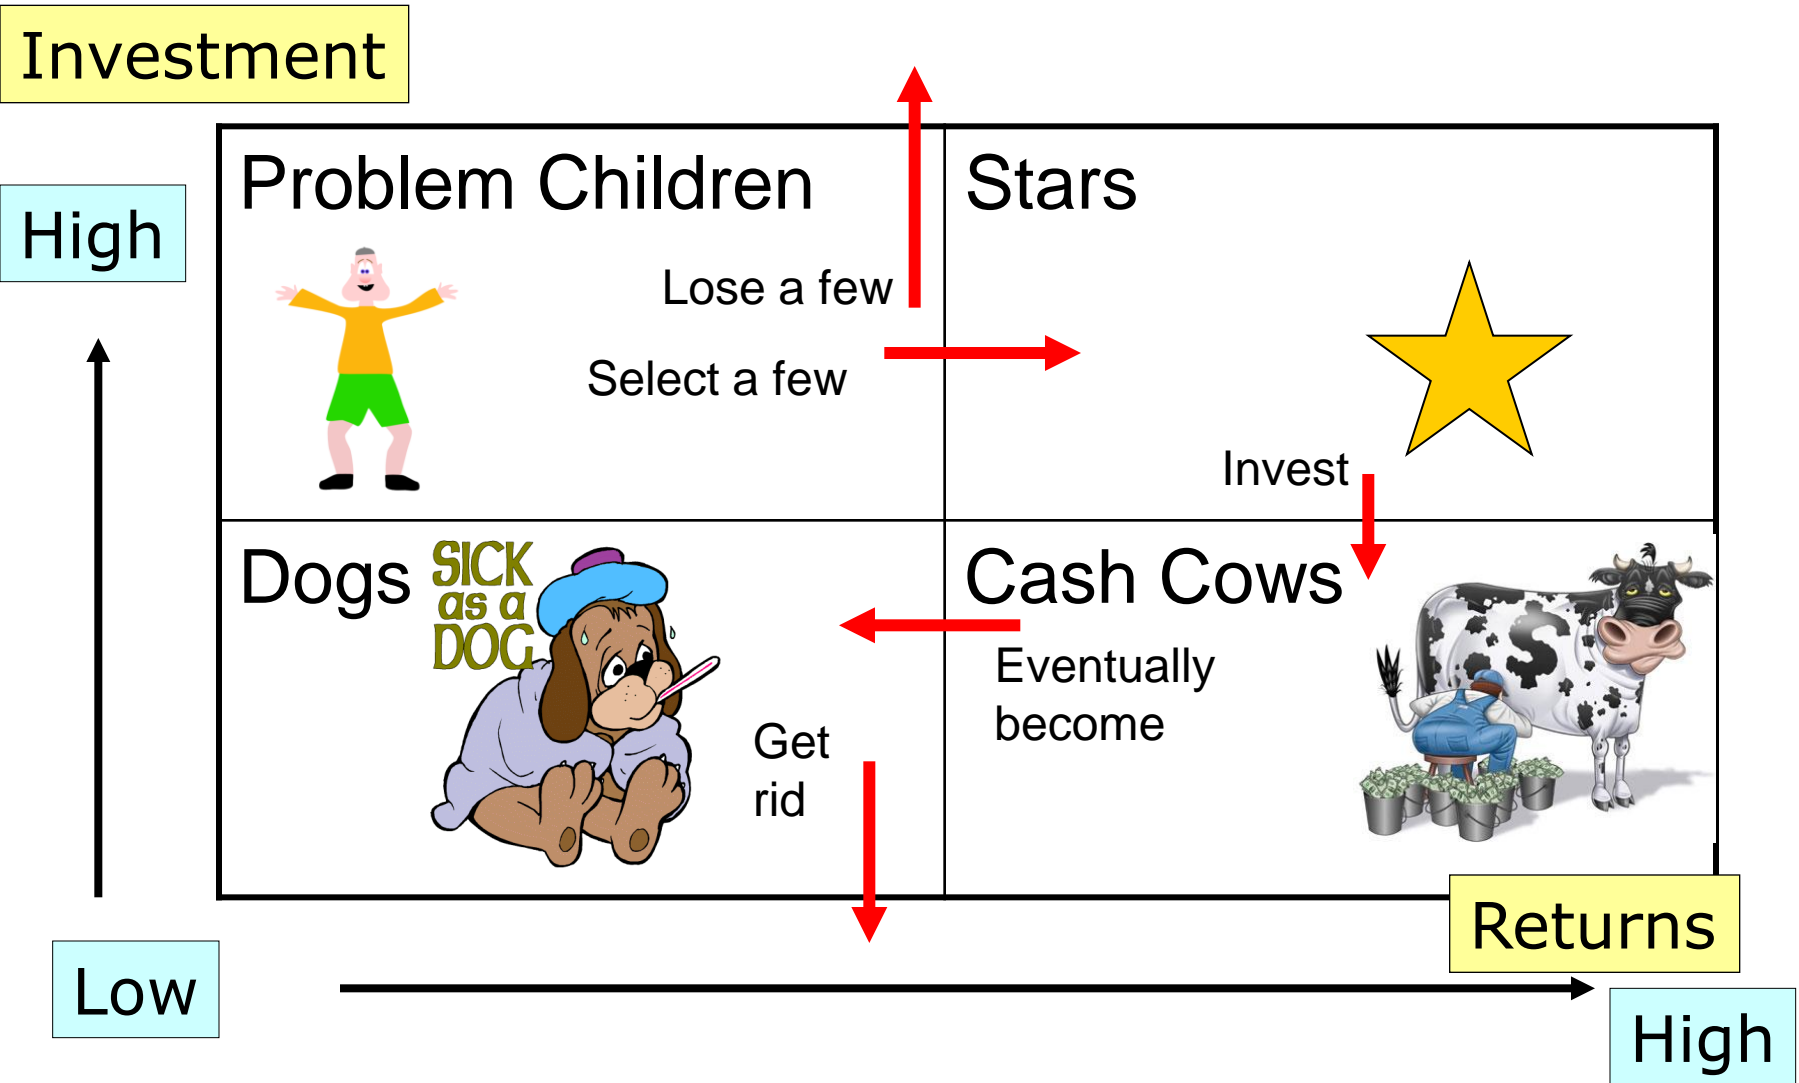 Investment
High
Problem Children
Lose a few
Select a few
Stars
Invest
Dogs
SICK
as a
DOG
Get
rid
Cash Cows
Eventually
become
S
Returns
Low
High